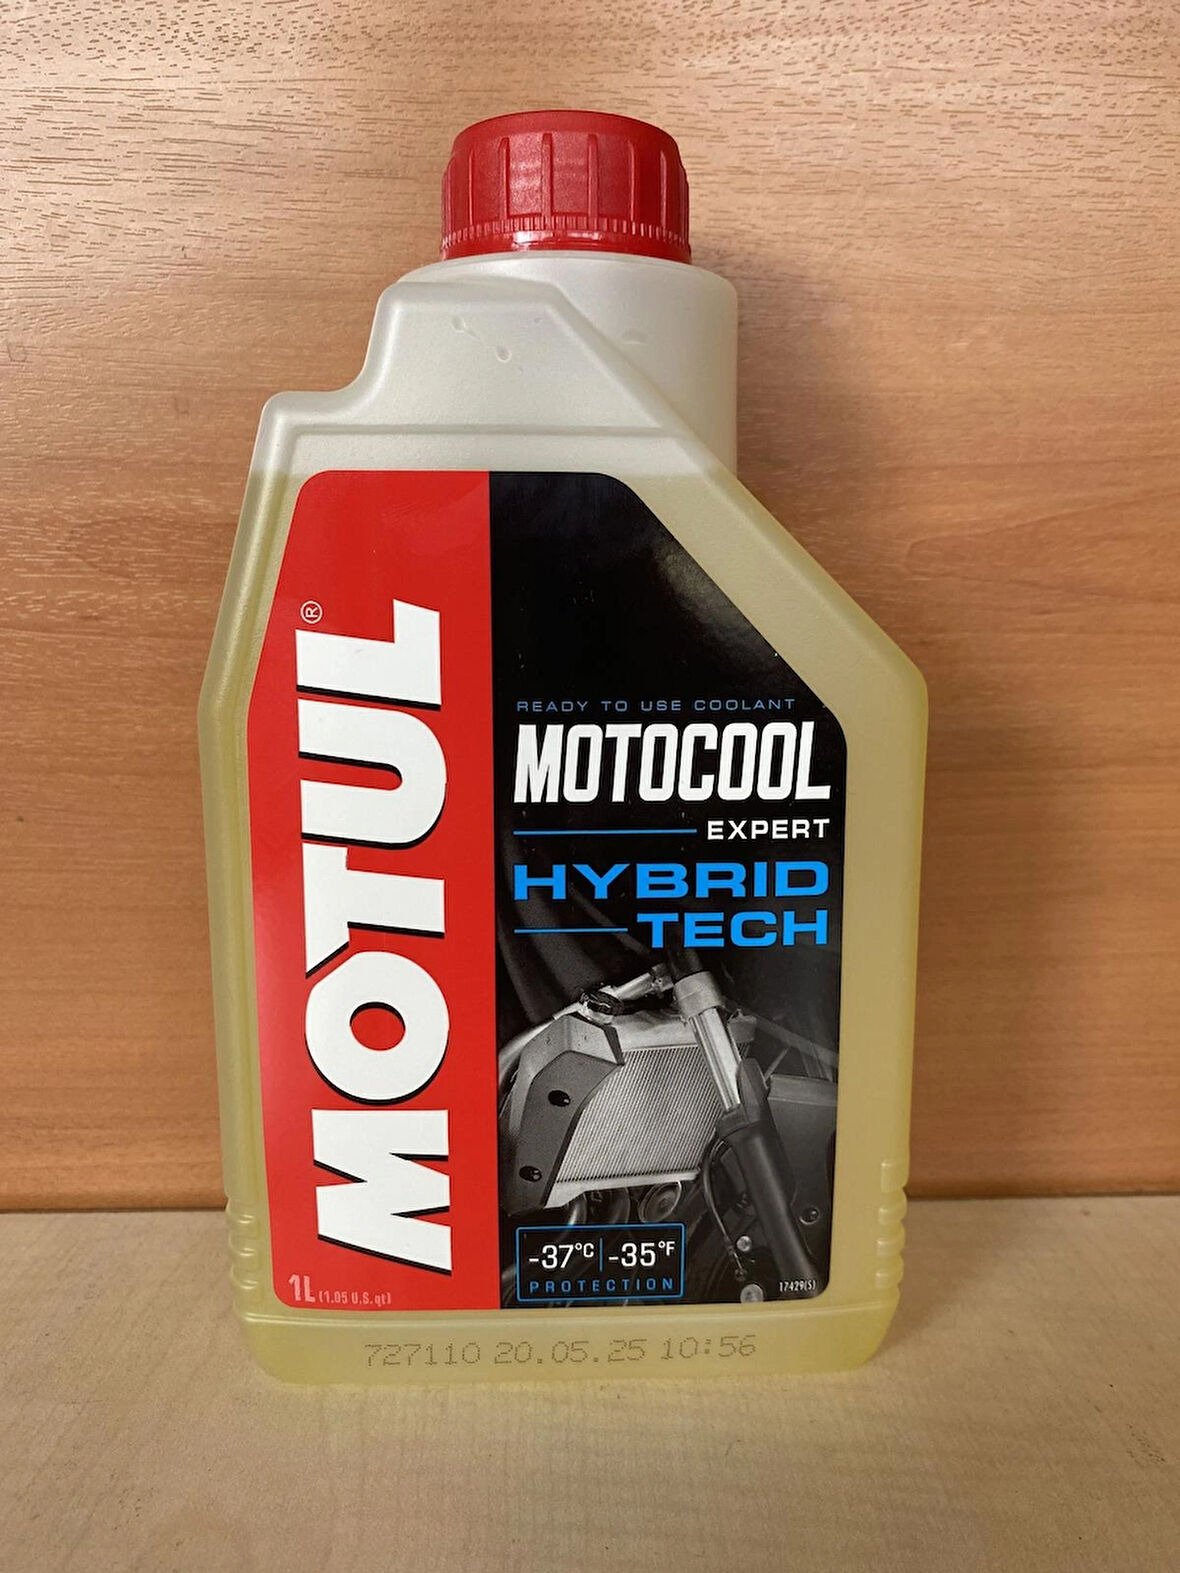 MOTUL®
READY TO USE COOLANT
MOTOCOOL
EXPERT
HYBRID
TECH
-37°C | -35°F
PROTECTION
1L (1.05 U.S. qt)
17429(S)
727110 20.05.25 10:56